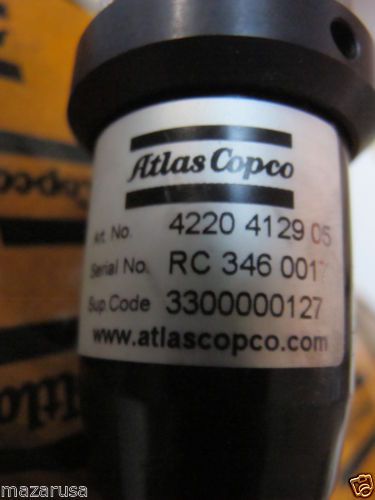 Atlas Copco
Art. No. 4220 4129 05
Serial No. RC 346 0017
Sup.Code 3300000127
www.atlascopco.com
mazarusa